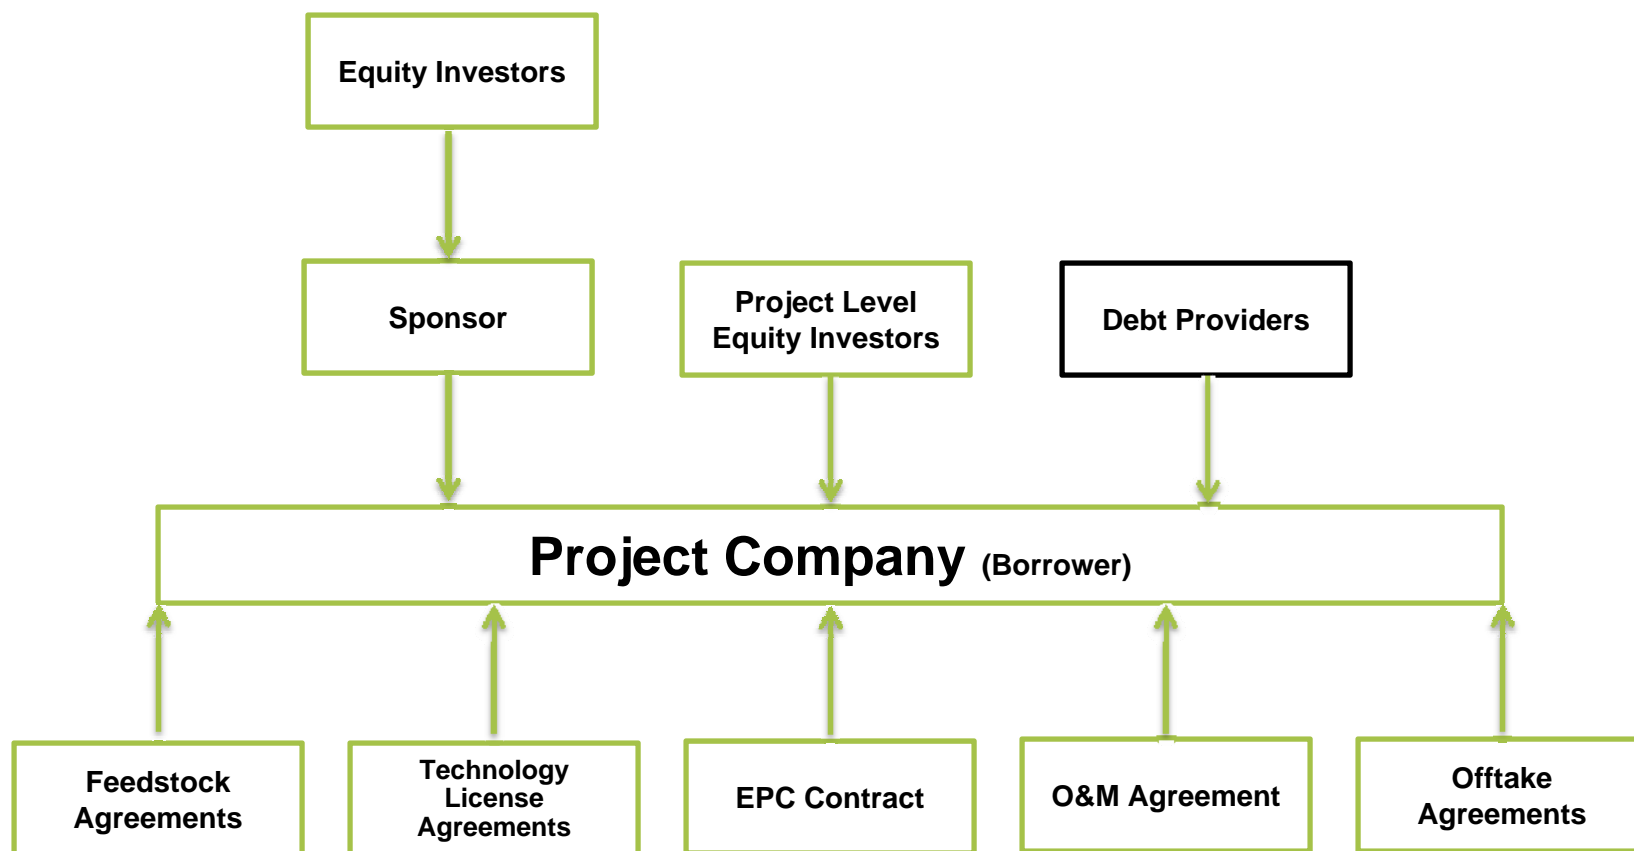 Equity Investors
Sponsor
Project Level
Equity Investors
Debt Providers
Project Company (Borrower)
Feedstock
Agreements
Technology
License
Agreements
EPC Contract
O&M Agreement
Offtake
Agreements